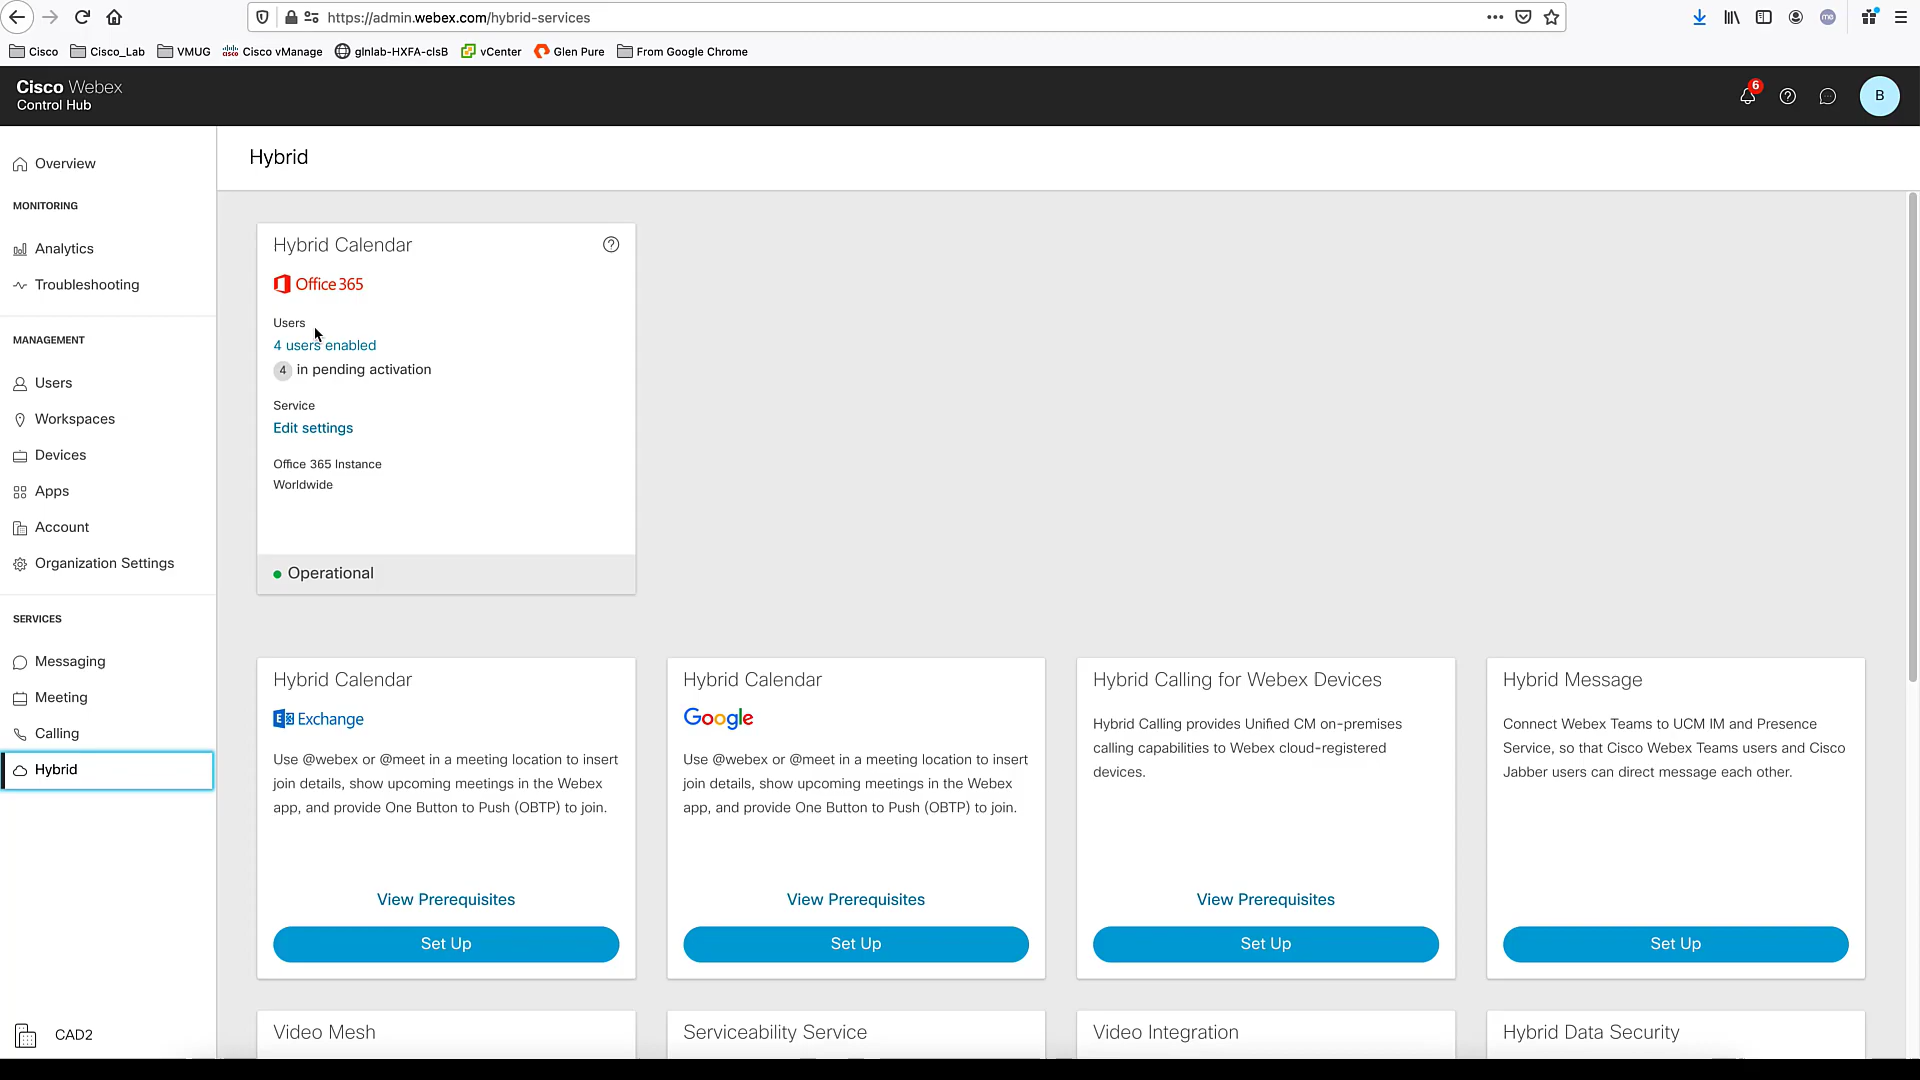 https://admin.webex.com/hybrid-services
Cisco
Cisco_Lab
VMUG
Cisco vManage
glnlab-HXFA-clsB
vCenter
Glen Pure
From Google Chrome
Cisco Webex
Control Hub
6
B
Overview
MONITORING
Analytics
Troubleshooting
MANAGEMENT
Users
Workspaces
Devices
Apps
Account
Organization Settings
SERVICES
Messaging
Meeting
Calling
Hybrid
CAD2
Hybrid
Hybrid Calendar
Office 365
Users
4 users enabled
4 in pending activation
Service
Edit settings
Office 365 Instance
Worldwide
Operational
Hybrid Calendar
Exchange
Use @webex or @meet in a meeting location to insert
join details, show upcoming meetings in the Webex
app, and provide One Button to Push (OBTP) to join.
View Prerequisites
Set Up
Hybrid Calendar
Google
Use @webex or @meet in a meeting location to insert
join details, show upcoming meetings in the Webex
app, and provide One Button to Push (OBTP) to join.
View Prerequisites
Set Up
Hybrid Calling for Webex Devices
Hybrid Calling provides Unified CM on-premises
calling capabilities to Webex cloud-registered
devices.
View Prerequisites
Set Up
Hybrid Message
Connect Webex Teams to UCM IM and Presence
Service, so that Cisco Webex Teams users and Cisco
Jabber users can direct message each other.
Set Up
Video Mesh
Serviceability Service
Video Integration
Hybrid Data Security